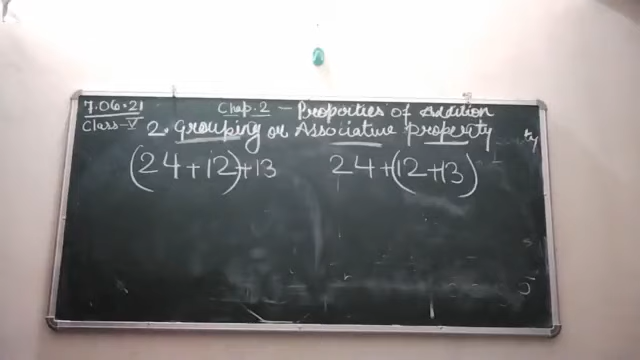 7.06.21 Chap. 2 – Properties of Addition
Class-V 2. Grouping or Associative property ty
(24+12)+13 24+(12+13)